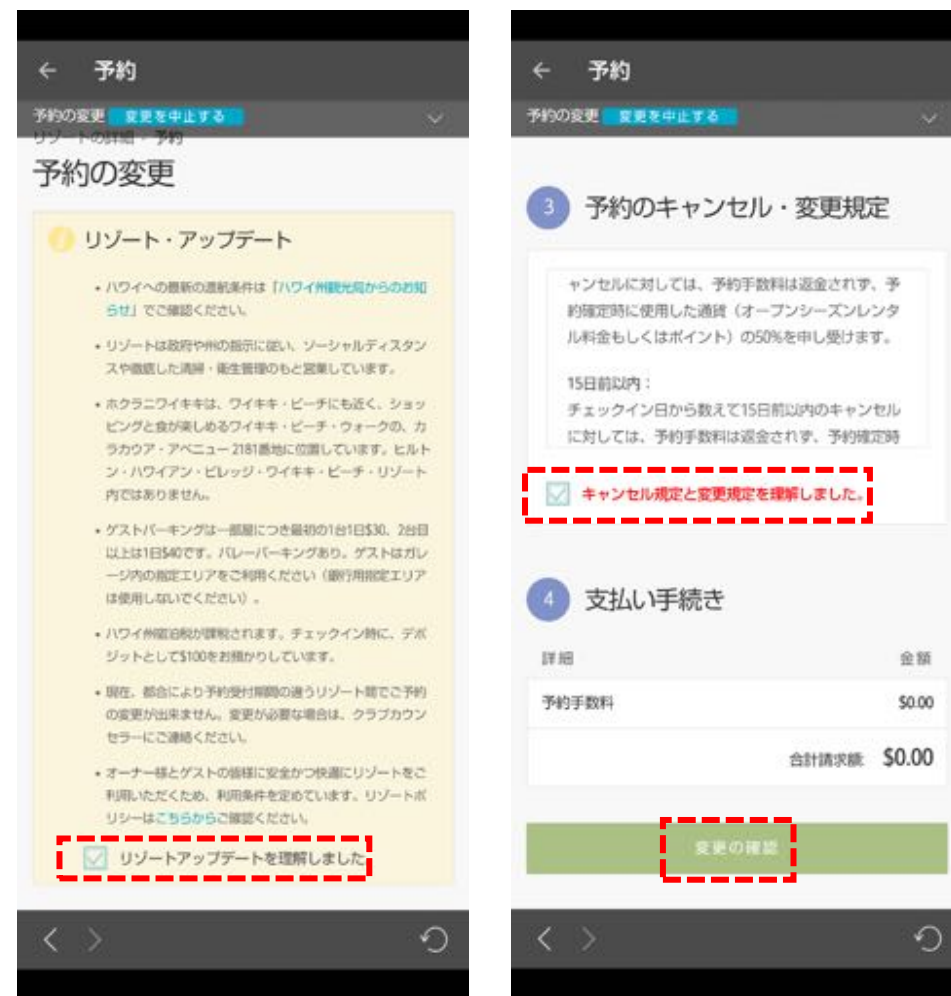 予約
予約の変更 変更を中止する
リゾートの詳細 - 予約
予約の変更
リゾート・アップデート
• ハワイへの最新の渡航条件は「ハワイ州観光局からのお知
らせ」でご確認ください。
• リゾートは政府や州の指示に従い、ソーシャルディスタン
スや徹底した清掃・衛生管理のもと営業しています。
• ホクラニワイキキは、ワイキキ・ビーチにも近く、ショッ
ピングと食が楽しめるワイキキ・ビーチ・ウォークの、カ
ラカウア・アベニュー2181番地に位置しています。ヒルト
ン・ハワイアン・ビレッジ・ワイキキ・ビーチ・リゾート
内ではありません。
• ゲストパーキングは一部屋につき最初の1台1日$30、2台目
以上は1日$40です。バレーパーキングあり。ゲストはガレ
ージ内の指定エリアをご利用ください（銀行用指定エリア
は使用しないでください）。
• ハワイ州宿泊税が課税されます。チェックイン時に、デポ
ジットとして$100をお預かりしています。
• 現在、都合により予約受付期間の違うリゾート間でご予約
の変更が出来ません。変更が必要な場合は、クラブカウン
セラーにご連絡ください。
• オーナー様とゲストの皆様に安全かつ快適にリゾートをご
利用いただくため、利用条件を定めています。リゾートポ
リシーはこちらからご確認ください。
リゾートアップデートを理解しました
予約
予約の変更 変更を中止する
3 予約のキャンセル・変更規定
ャンセルに対しては、予約手数料は返金されず、予
約確定時に使用した通貨（オープンシーズンレンタ
ル料金もしくはポイント）の50%を申し受けます。
15日前以内：
チェックイン日から数えて15日前以内のキャンセル
に対しては、予約手数料は返金されず、予約確定時
キャンセル規定と変更規定を理解しました。
4 支払い手続き
詳細 金額
予約手数料 $0.00
合計請求額: $0.00
変更の確認